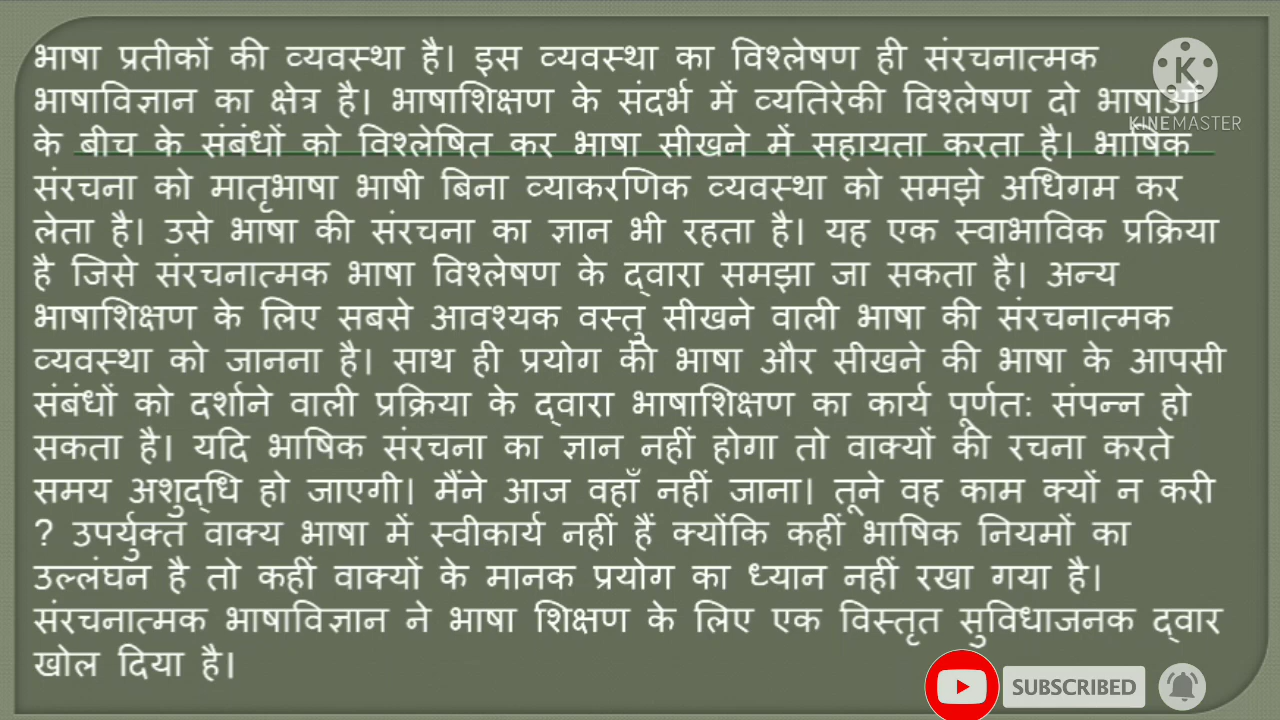 भाषा प्रतीकों की व्यवस्था है। इस व्यवस्था का विश्लेषण ही संरचनात्मक
भाषाविज्ञान का क्षेत्र है। भाषाशिक्षण के संदर्भ में व्यतिरेकी विश्लेषण दो भाषाओं
के बीच के संबंधों को विश्लेषित कर भाषा सीखने में सहायता करता है। भाषिक
संरचना को मातृभाषा भाषी बिना व्याकरणिक व्यवस्था को समझे अधिगम कर
लेता है। उसे भाषा की संरचना का ज्ञान भी रहता है। यह एक स्वाभाविक प्रक्रिया
है जिसे संरचनात्मक भाषा विश्लेषण के द्वारा समझा जा सकता है। अन्य
भाषाशिक्षण के लिए सबसे आवश्यक वस्तु सीखने वाली भाषा की संरचनात्मक
व्यवस्था को जानना है। साथ ही प्रयोग की भाषा और सीखने की भाषा के आपसी
संबंधों को दर्शाने वाली प्रक्रिया के द्वारा भाषाशिक्षण का कार्य पूर्णत: संपन्न हो
सकता है। यदि भाषिक संरचना का ज्ञान नहीं होगा तो वाक्यों की रचना करते
समय अशुद्धि हो जाएगी। मैंने आज वहाँ नहीं जाना। तूने वह काम क्यों न करी
? उपर्युक्त वाक्य भाषा में स्वीकार्य नहीं हैं क्योंकि कहीं भाषिक नियमों का
उल्लंघन है तो कहीं वाक्यों के मानक प्रयोग का ध्यान नहीं रखा गया है।
संरचनात्मक भाषाविज्ञान ने भाषा शिक्षण के लिए एक विस्तृत सुविधाजनक द्वार
खोल दिया है।
K
KINEMASTER
SUBSCRIBED